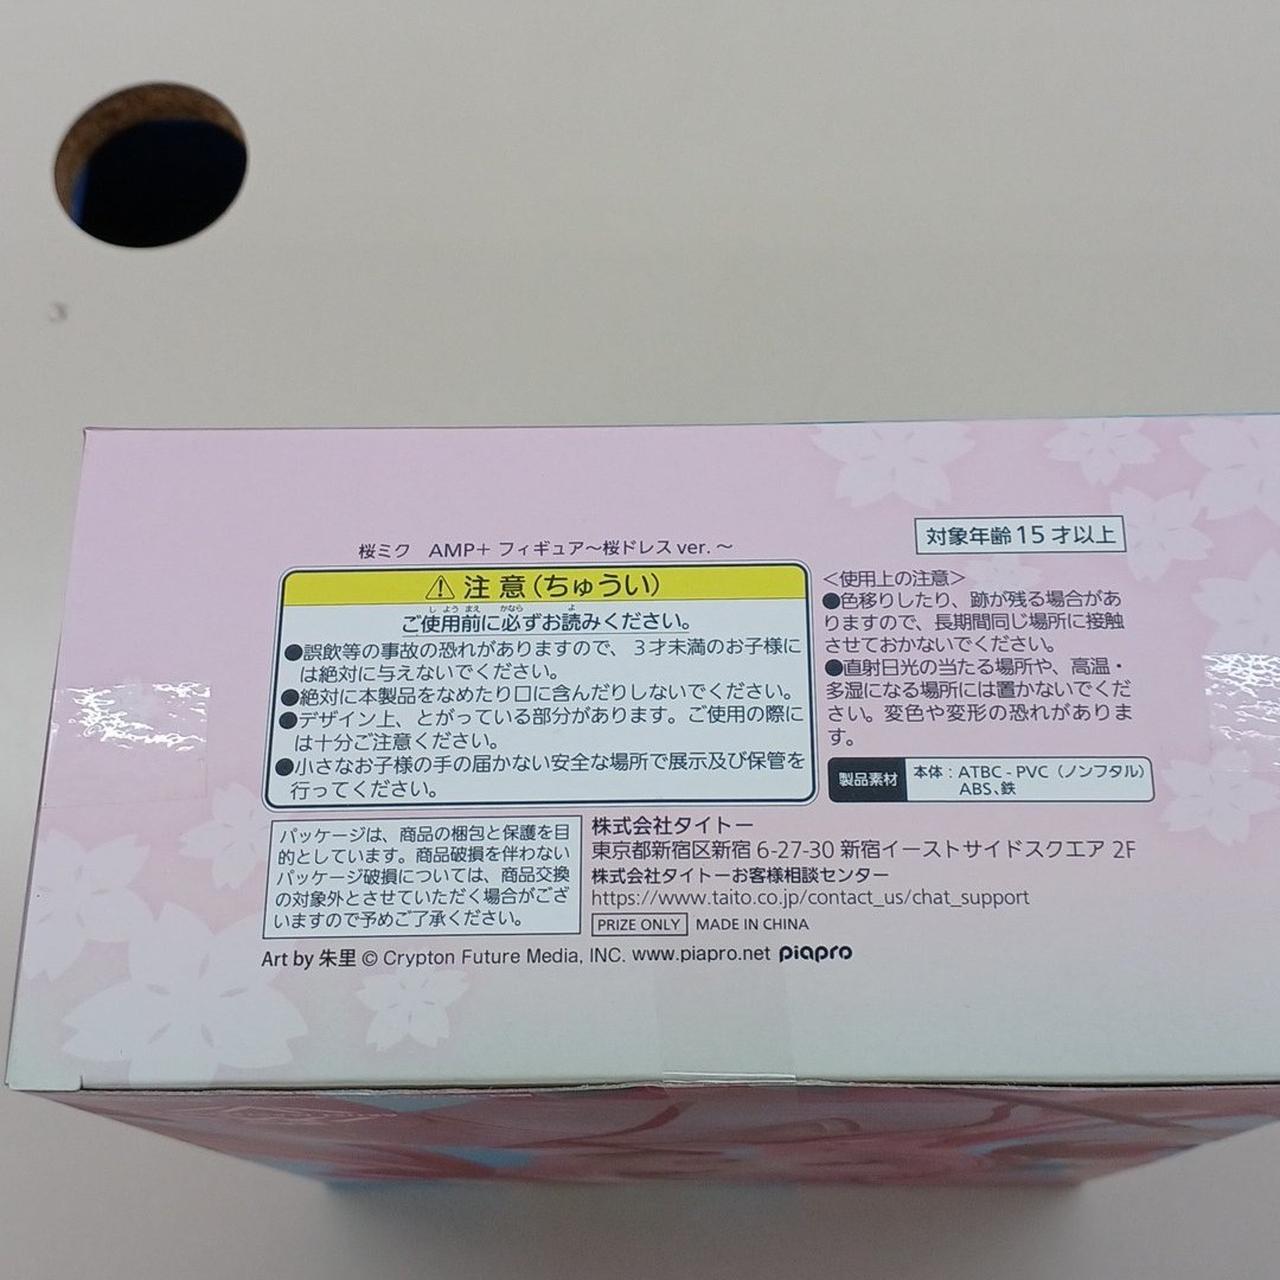 桜ミク AMP+ フィギュア～桜ドレスver.～
対象年齢15才以上
⚠ 注意(ちゅうい)
しようまえ かなら よ
ご使用前に必ずお読みください。
●誤飲等の事故の恐れがありますので、3才未満のお子様に
は絶対に与えないでください。
●絶対に本製品をなめたり口に含んだりしないでください。
●デザイン上、とがっている部分があります。ご使用の際に
は十分ご注意ください。
●小さなお子様の手の届かない安全な場所で展示及び保管を
行ってください。
＜使用上の注意＞
●色移りしたり、跡が残る場合があ
りますので、長期間同じ場所に接触
させておかないでください。
●直射日光の当たる場所や、高温・
多湿になる場所には置かないでくだ
さい。変色や変形の恐れがありま
す。
製品素材 本体：ATBC-PVC（ノンフタル）
ABS、鉄
パッケージは、商品の梱包と保護を目
的としています。商品破損を伴わない
パッケージ破損については、商品交換
の対象外とさせていただく場合がござ
いますので予めご了承ください。
株式会社タイトー
東京都新宿区新宿 6-27-30 新宿イーストサイドスクエア 2F
株式会社タイトーお客様相談センター
https://www.taito.co.jp/contact_us/chat_support
PRIZE ONLY MADE IN CHINA
Art by 朱里 © Crypton Future Media, INC. www.piapro.net piapro